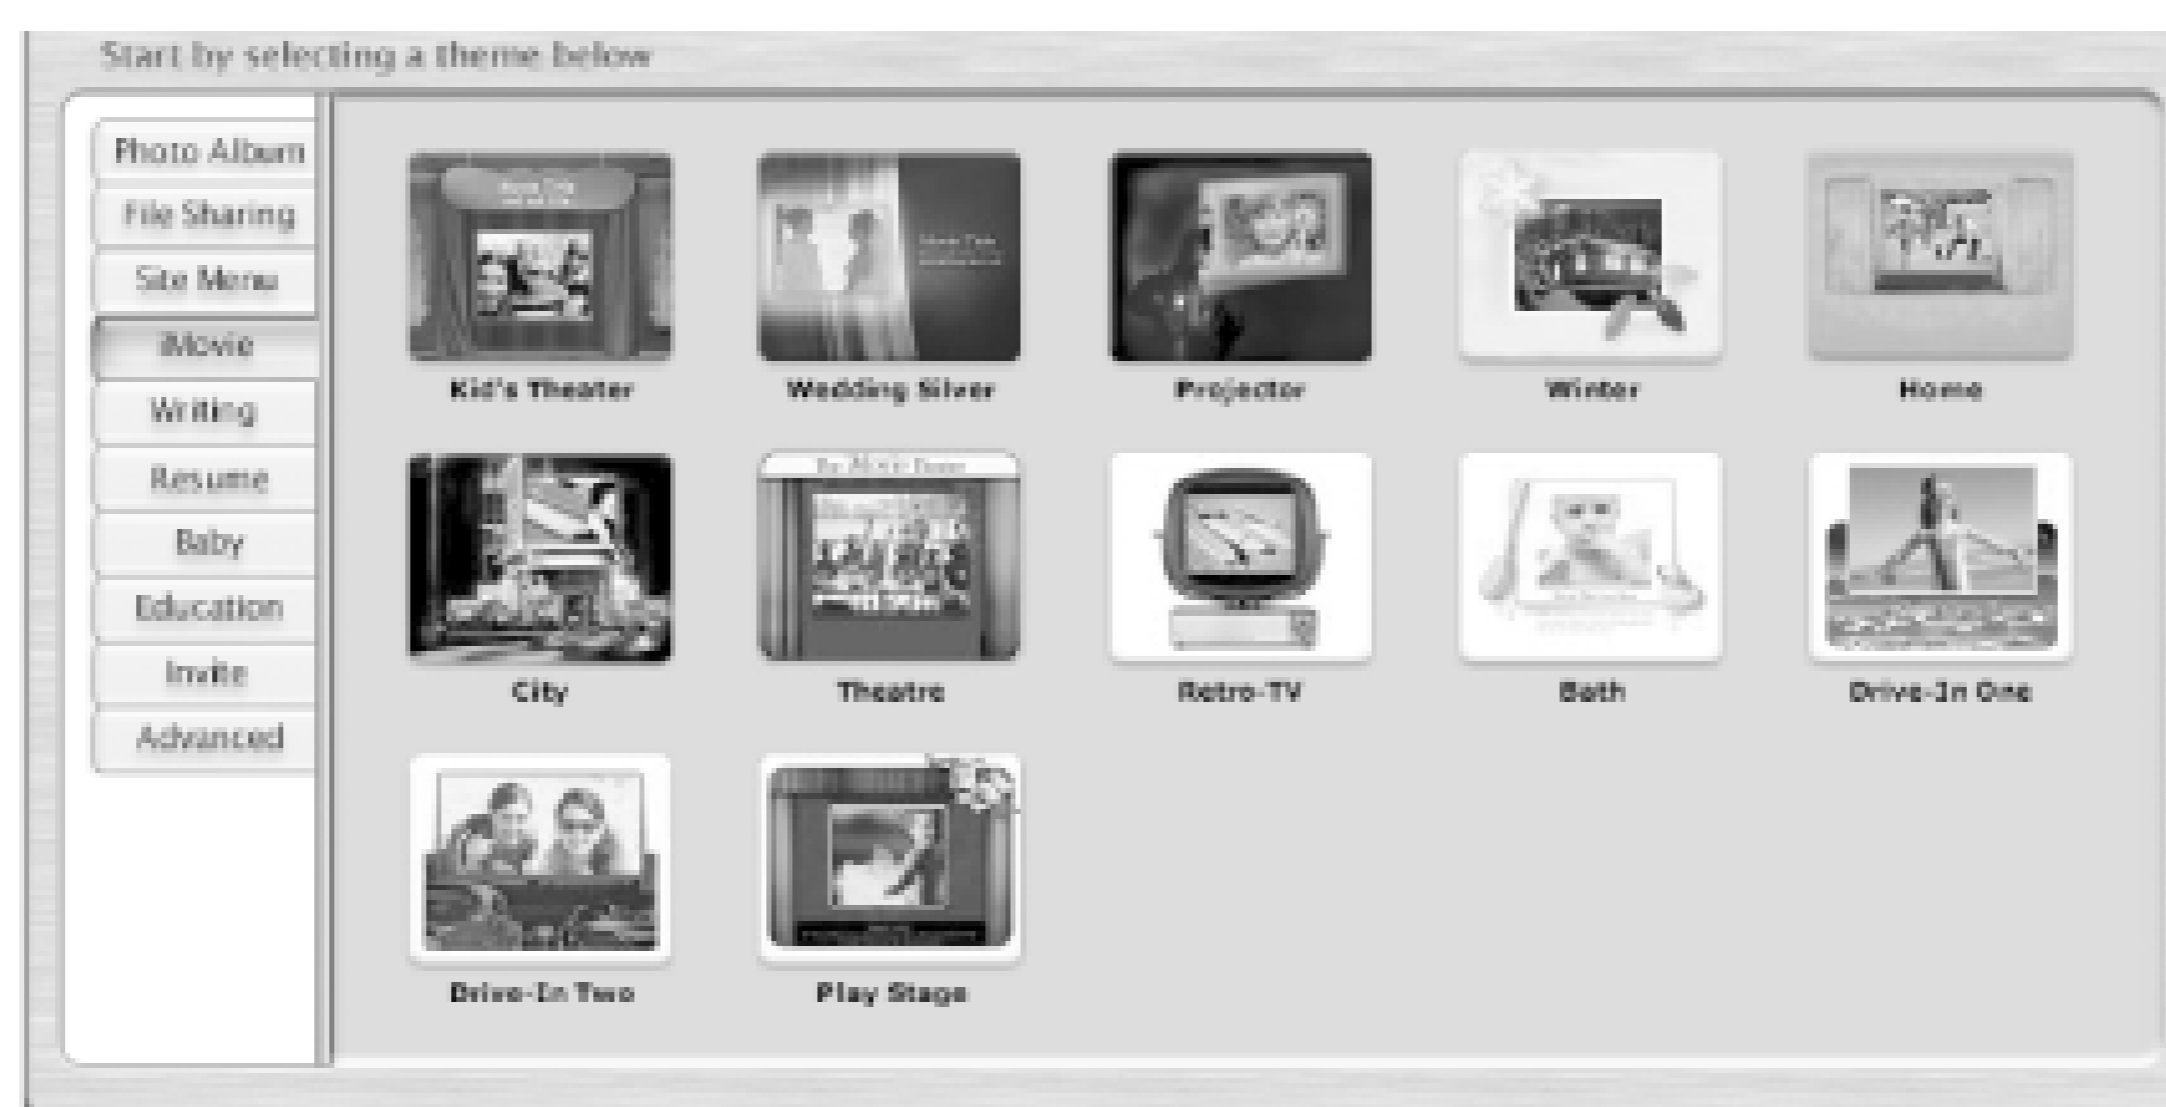 Start by selecting a theme below
Photo Album
File Sharing
Site Menu
iMovie
Writing
Resume
Baby
Education
Invite
Advanced
Kid's Theater
Wedding Silver
Projector
Winter
Home
City
Theatre
Retro-TV
Bath
Drive-In One
Drive-In Two
Play Stage